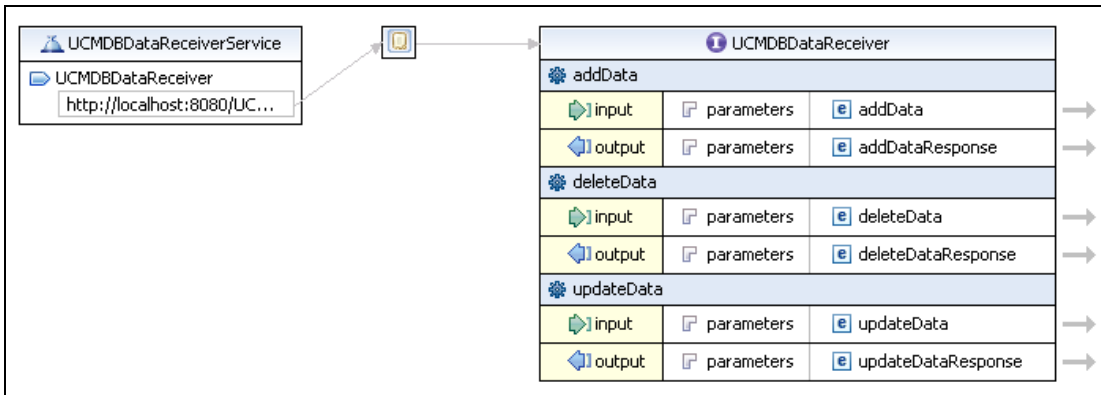 UCMDBDataReceiverService
UCMDBDataReceiver
http://localhost:8080/UC...
UCMDBDataReceiver
addData
input parameters e addData
output parameters e addDataResponse
deleteData
input parameters e deleteData
output parameters e deleteDataResponse
updateData
input parameters e updateData
output parameters e updateDataResponse